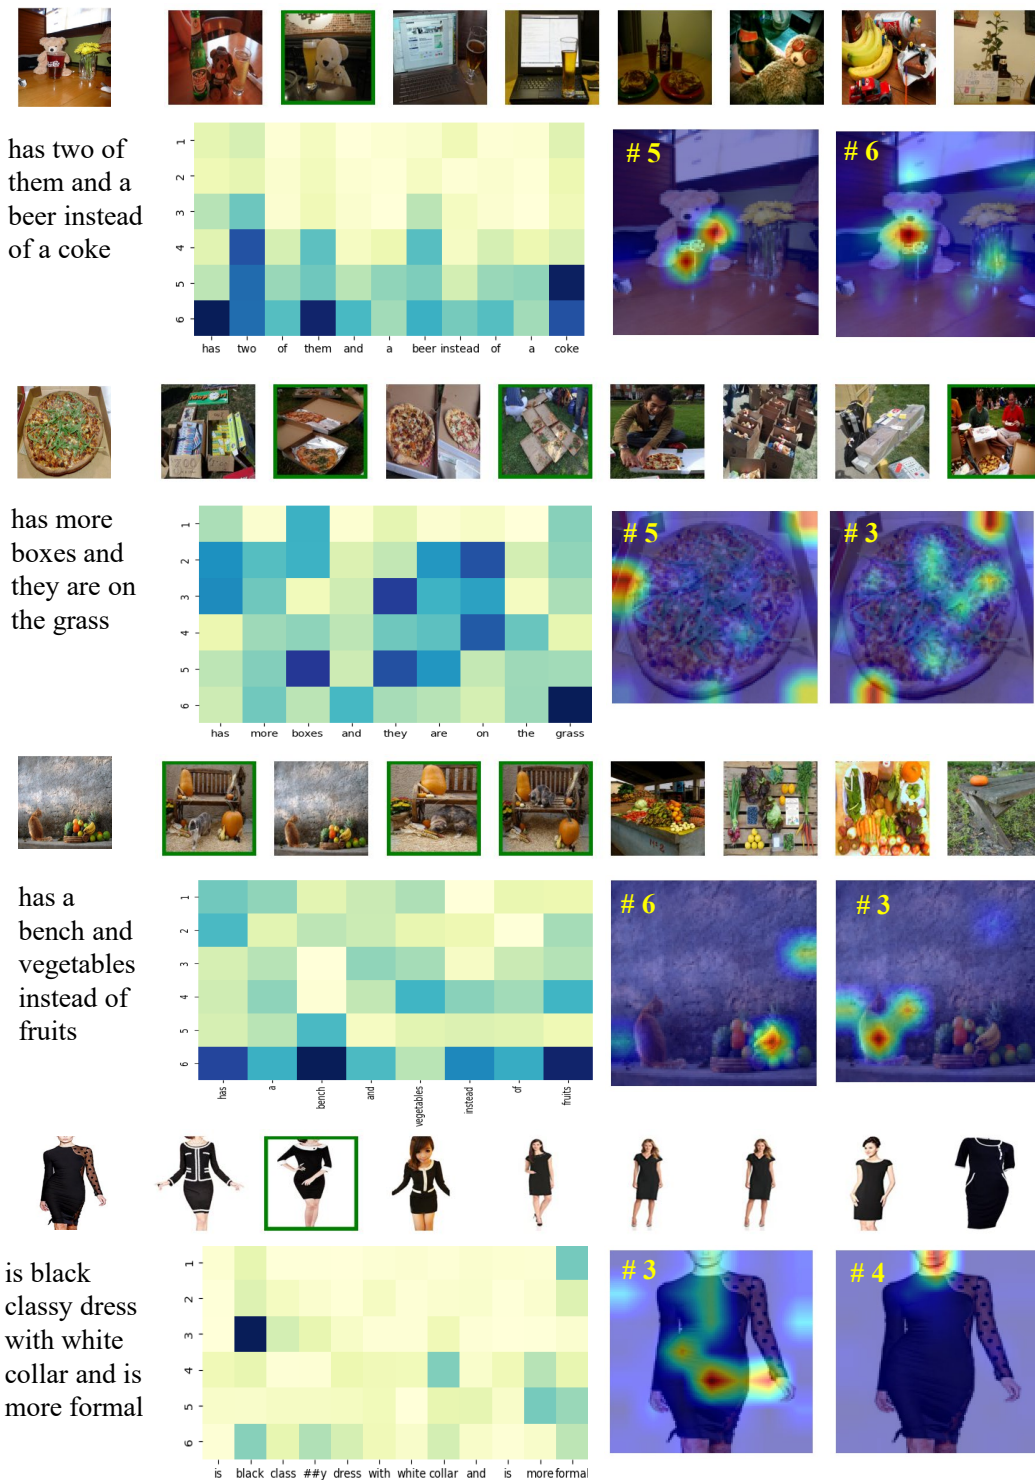 has two of
them and a
beer instead
of a coke
1
2
3
4
5
6
has two of them and a beer instead of a coke
# 5
# 6
has more
boxes and
they are on
the grass
1
2
3
4
5
6
has more boxes and they are on the grass
# 5
# 3
has a
bench and
vegetables
instead of
fruits
1
2
3
4
5
6
has a bench and vegetables instead of fruits
# 6
# 3
is black
classy dress
with white
collar and is
more formal
1
2
3
4
5
6
is black class ##y dress with white collar and is more formal
# 3
# 4